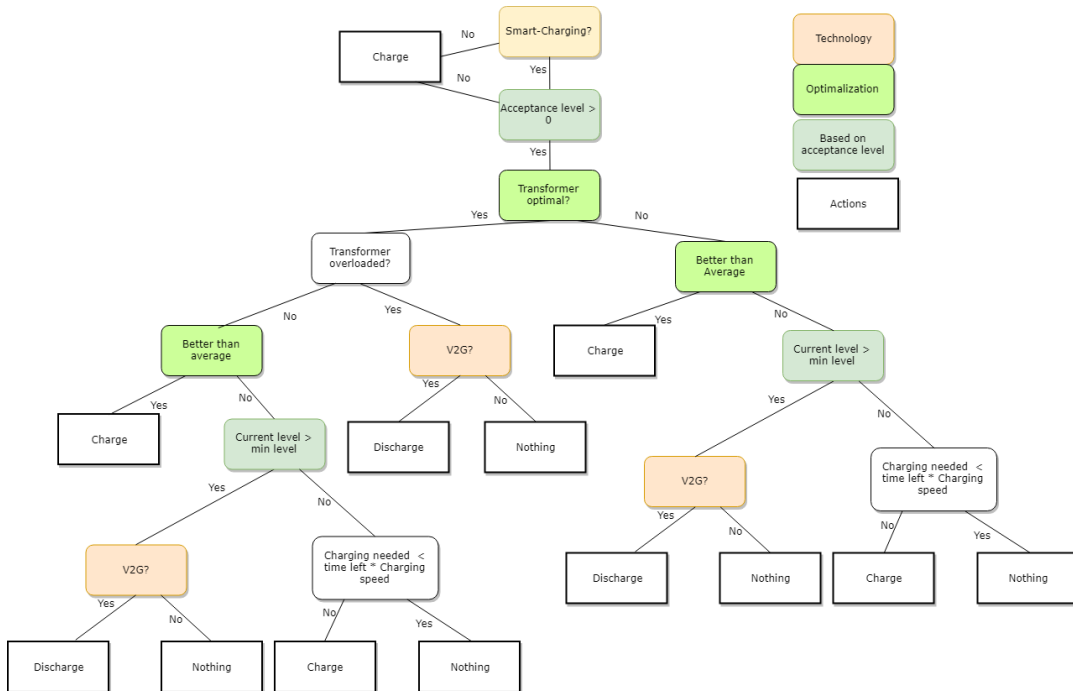 No
Smart-Charging?
Technology
Charge
Yes
No
Optimalization
Acceptance level >
0
Based on
acceptance level
Yes
Transformer
optimal?
Actions
Yes
No
Transformer
overloaded?
Better than
Average
No
Yes
Yes
No
Better than
average
V2G?
Charge
Current level >
min level
Yes
No
Yes
No
Yes
No
Charge
Current level >
min level
Discharge
Nothing
V2G?
Charging needed <
time left * Charging
speed
Yes
No
Yes
No
No
Yes
V2G?
Charging needed <
time left * Charging
speed
Discharge
Nothing
Charge
Nothing
Yes
No
No
Yes
Discharge
Nothing
Charge
Nothing